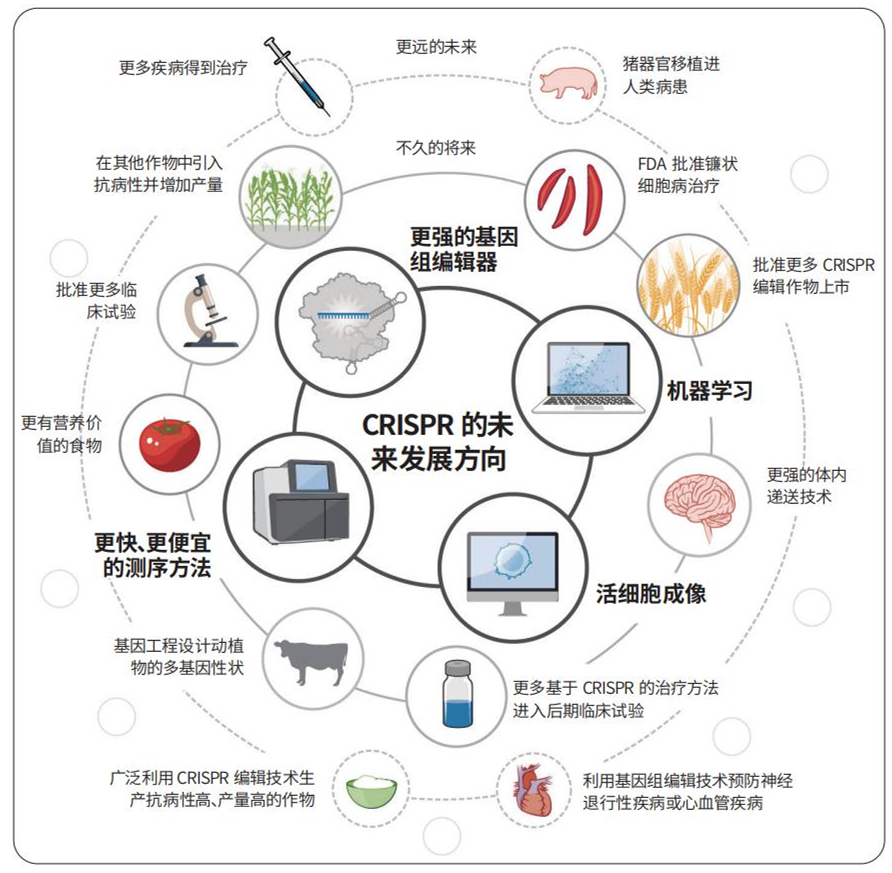 更远的未来
更多疾病得到治疗
猪器官移植进
人类病患
不久的将来
在其他作物中引入
抗病性并增加产量
FDA 批准镰状
细胞病治疗
更强的基因
组编辑器
批准更多 CRISPR
编辑作物上市
批准更多临
床试验
机器学习
更有营养价
值的食物
CRISPR 的未
来发展方向
更强的体内
递送技术
更快、更便宜
的测序方法
活细胞成像
基因工程设计动植
物的多基因性状
更多基于 CRISPR 的治疗方法
进入后期临床试验
广泛利用 CRISPR 编辑技术生
产抗病性高、产量高的作物
利用基因组编辑技术预防神经
退行性疾病或心血管疾病